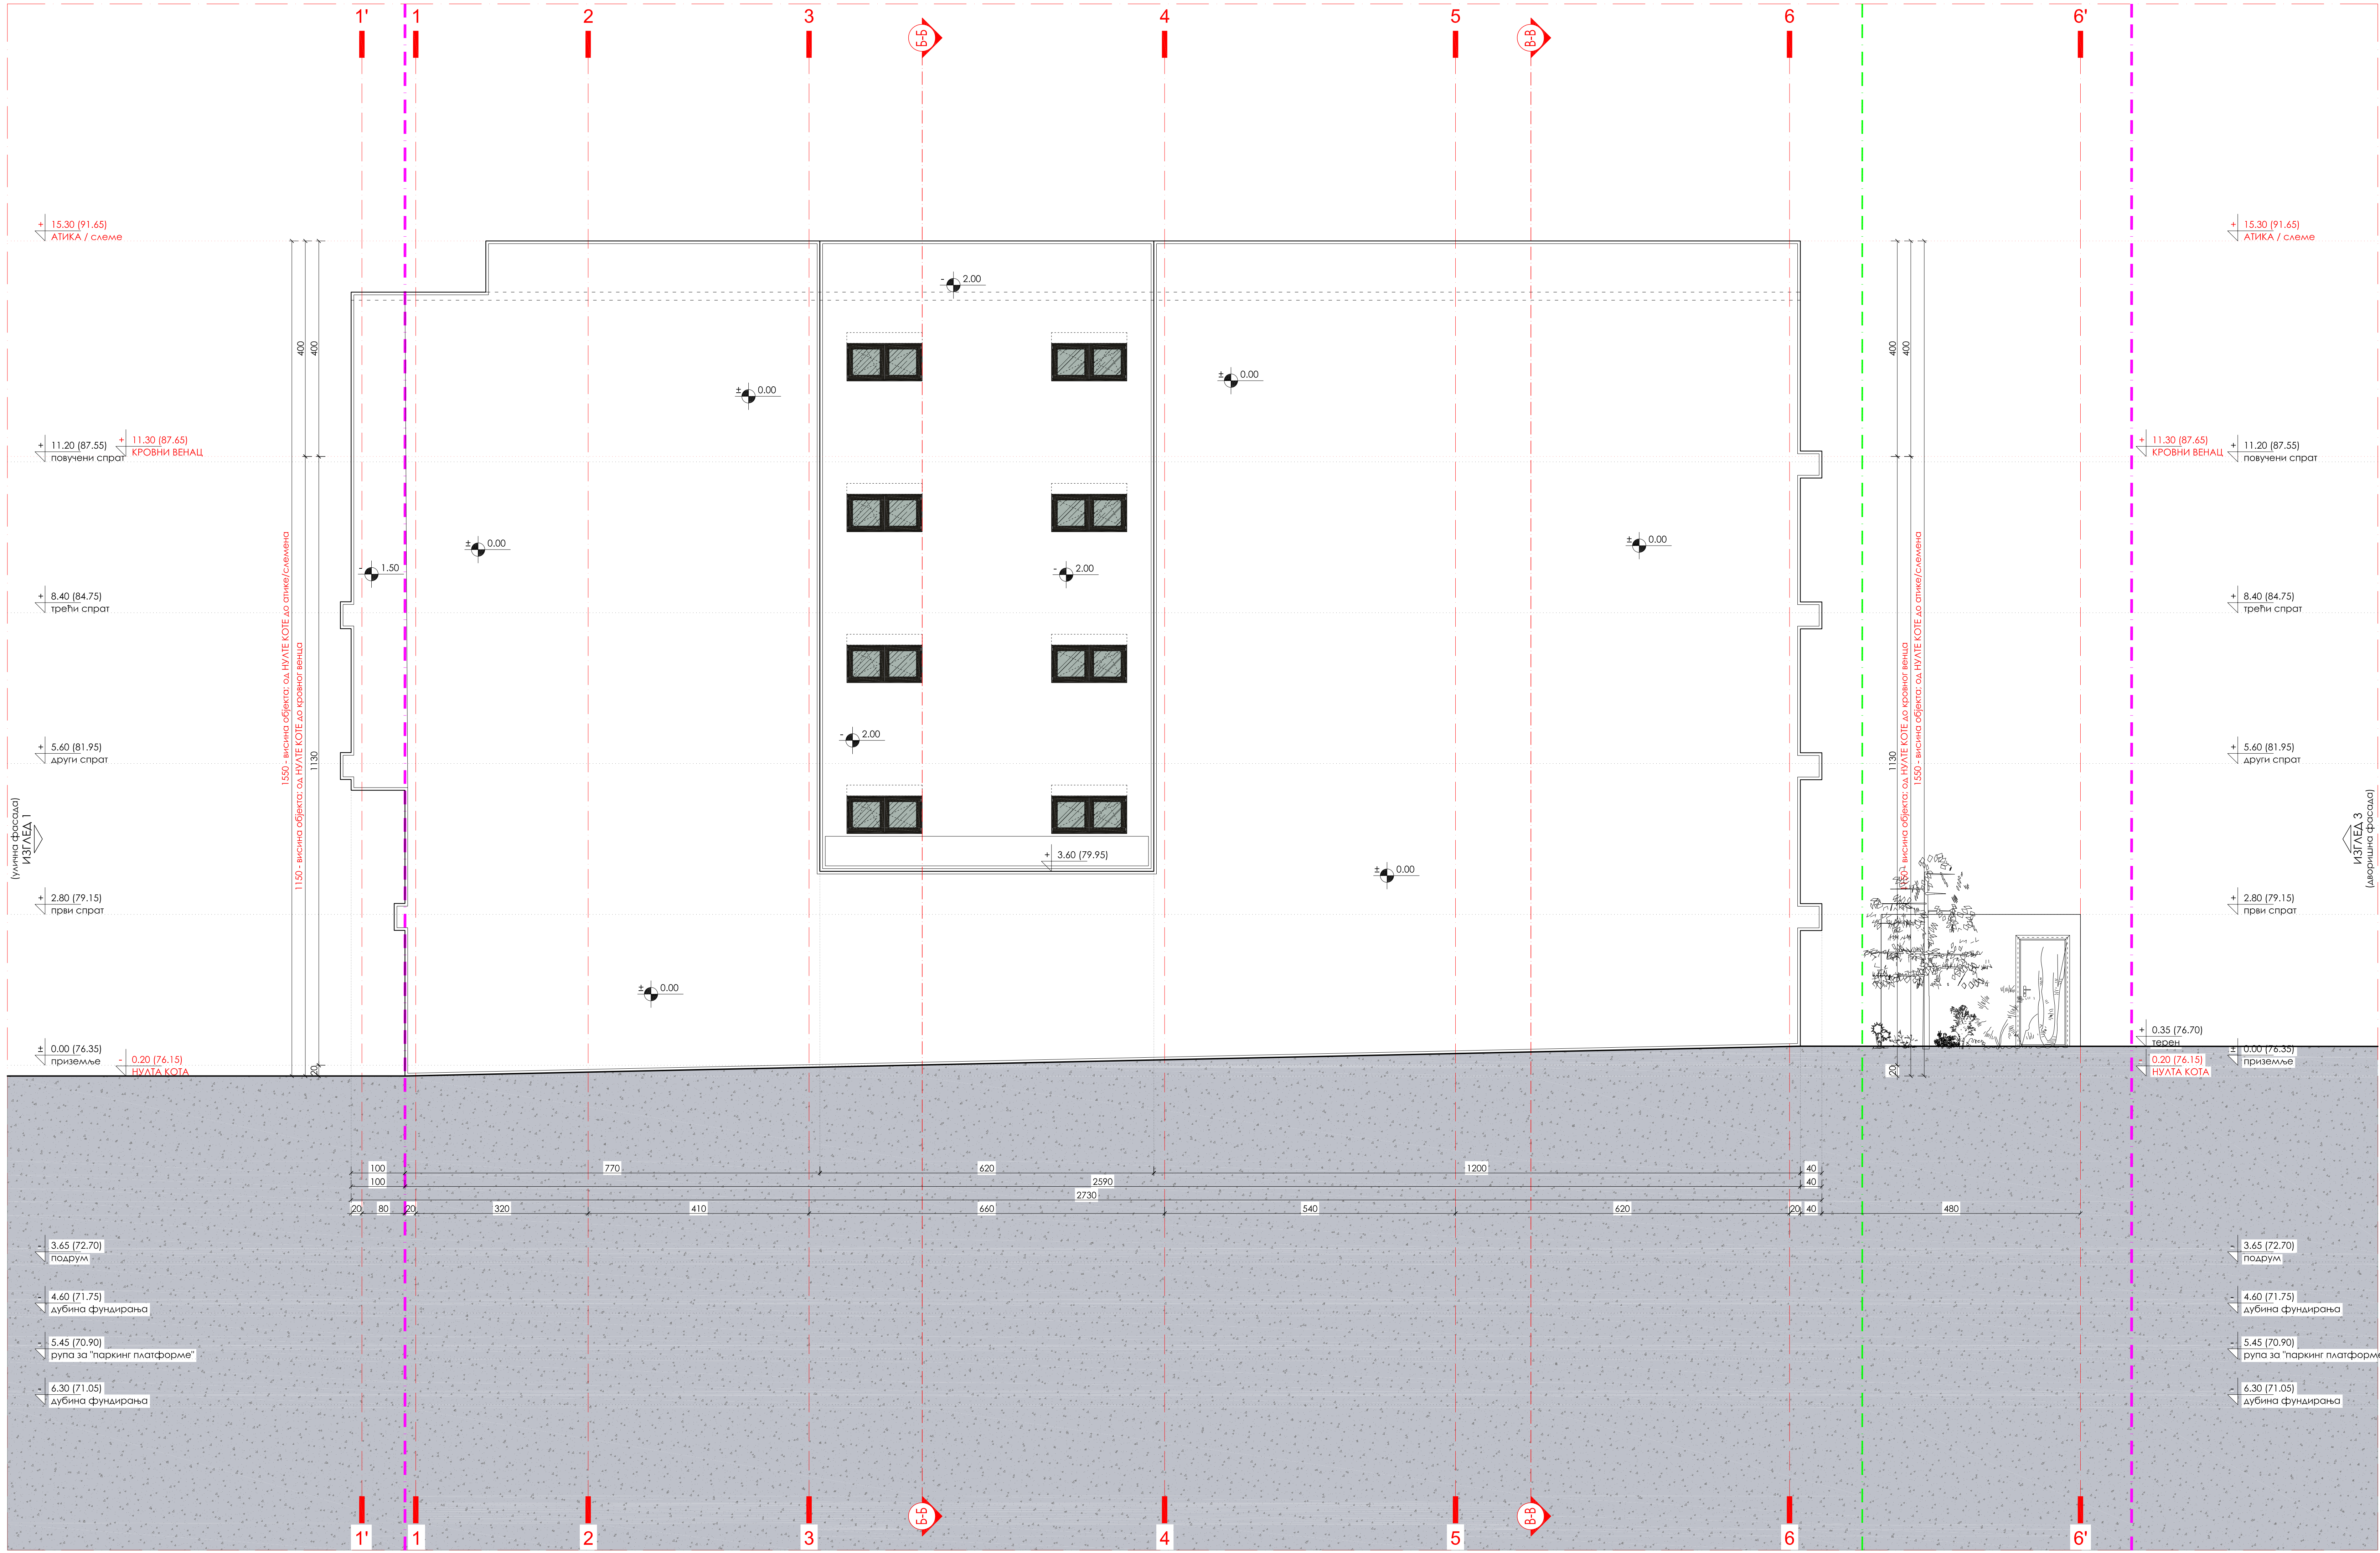 1'
1
2
3
Б-Б
4
5
В-В
6
6'
+ 15.30 (91.65)
АТИКА / слеме
+ 15.30 (91.65)
АТИКА / слеме
- 2.00
400
400
400
400
± 0.00
± 0.00
+ 11.20 (87.55)
повучени спрат
+ 11.30 (87.65)
КРОВНИ ВЕНАЦ
+ 11.30 (87.65)
КРОВНИ ВЕНАЦ
+ 11.20 (87.55)
повучени спрат
± 0.00
± 0.00
- 1.50
- 2.00
+ 8.40 (84.75)
трећи спрат
+ 8.40 (84.75)
трећи спрат
1550 - висина објекта: од НУЛТЕ КОТЕ до атике/слемена
1150 - висина објекта: од НУЛТЕ КОТЕ до кровног венца
1130
1130
1150 - висина објекта: од НУЛТЕ КОТЕ до кровног венца
1550 - висина објекта: од НУЛТЕ КОТЕ до атике/слемена
- 2.00
+ 5.60 (81.95)
други спрат
+ 5.60 (81.95)
други спрат
(улична фасада)
ИЗГЛЕД 1
ИЗГЛЕД 3
(дворишна фасада)
+ 3.60 (79.95)
± 0.00
+ 2.80 (79.15)
први спрат
+ 2.80 (79.15)
први спрат
± 0.00
± 0.00 (76.35)
приземље
- 0.20 (76.15)
НУЛТА КОТА
20
20
+ 0.35 (76.70)
терен
0.20 (76.15)
НУЛТА КОТА
± 0.00 (76.35)
приземље
100 770 620 1200 40
100 2590 40
2730
20 80 20 320 410 660 540 620 20 40 480
- 3.65 (72.70)
подрум
- 3.65 (72.70)
подрум
- 4.60 (71.75)
дубина фундирања
- 4.60 (71.75)
дубина фундирања
- 5.45 (70.90)
рупа за "паркинг платформе"
- 5.45 (70.90)
рупа за "паркинг платформе
- 6.30 (71.05)
дубина фундирања
- 6.30 (71.05)
дубина фундирања
1'
1
2
3
Б-Б
4
5
В-В
6
6'